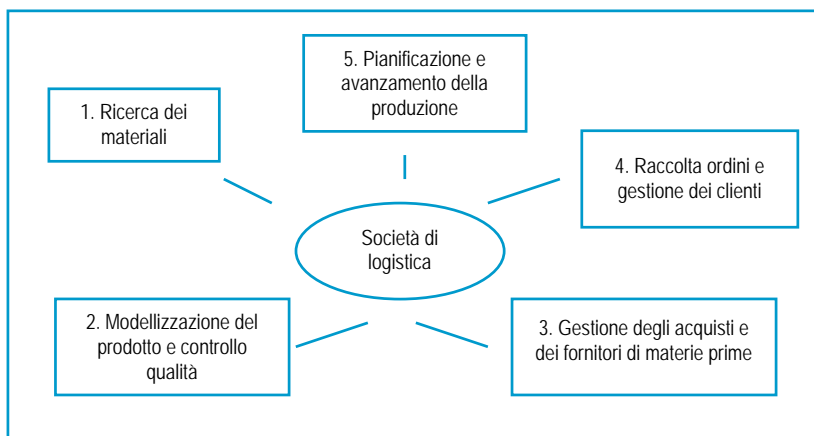 5. Pianificazione e
avanzamento della
produzione
1. Ricerca dei
materiali
4. Raccolta ordini e
gestione dei clienti
Società di
logistica
2. Modellizzazione del
prodotto e controllo
qualità
3. Gestione degli acquisti e
dei fornitori di materie prime